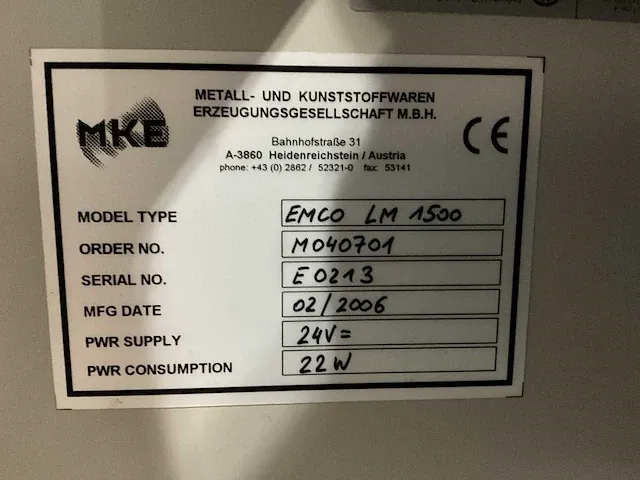 MKE
METALL- UND KUNSTSTOFFWAREN
ERZEUGUNGSGESELLSCHAFT M.B.H.
Bahnhofstraße 31
A-3860 Heidenreichstein / Austria
phone: +43 (0) 2862 / 52321-0 fax: 53141
CE
MODEL TYPE EMCO LM 1500
ORDER NO. M040701
SERIAL NO. E0213
MFG DATE 02/2006
PWR SUPPLY 24V=
PWR CONSUMPTION 22W